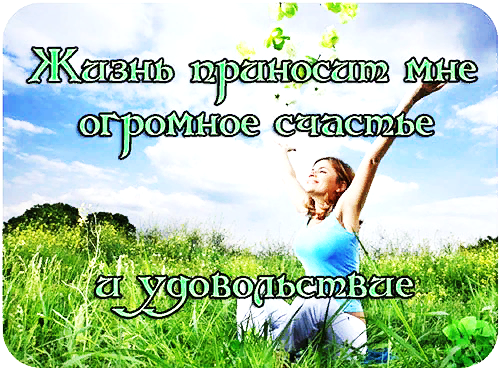 Жизнь приносит мне
огромное счастье
и удовольствие